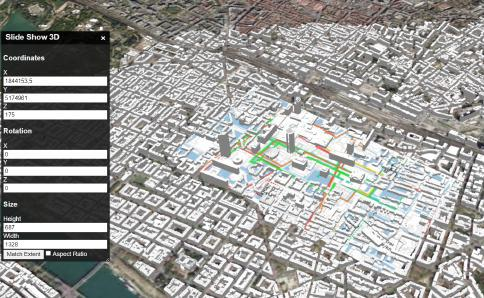 Slide Show 3D ×
Coordinates
X
1844153,5
Y
5174961
Z
175
Rotation
X
0
Y
0
Z
0
Size
Height
687
Width
1328
Match Extent Aspect Ratio